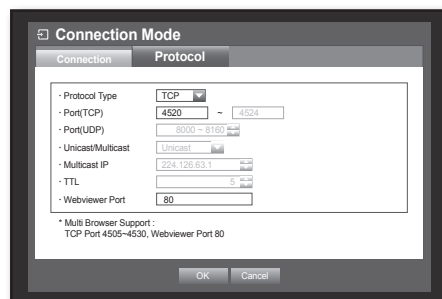 Connection Mode
Connection Protocol
· Protocol Type TCP
· Port(TCP) 4520 ~ 4524
· Port(UDP) 8000 ~ 8160
· Unicast/Multicast Unicast
· Multicast IP 224.126.63.1
· TTL 5
· Webviewer Port 80
* Multi Browser Support :
TCP Port 4505~4530, Webviewer Port 80
OK Cancel